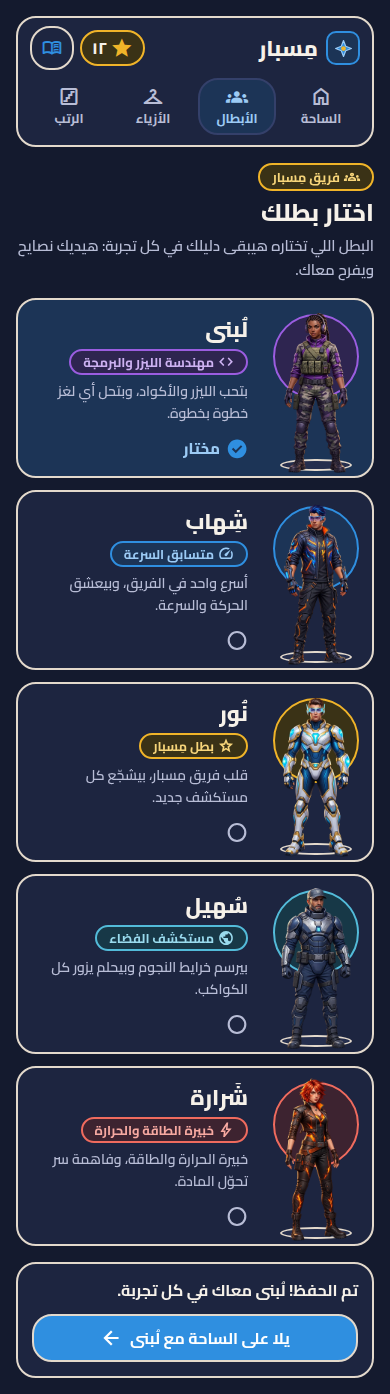 مِسبار
١٢
الساحة
الأبطال
الأزياء
الرتب
فريق مِسبار
اختار بطلك
البطل اللي تختاره هيبقى دليلك في كل تجربة: هيديك نصايح
ويفرح معاك.
لُبنى
مهندسة الليزر والبرمجة
بتحب الليزر والأكواد، وبتحل أي لغز
خطوة بخطوة.
مختار
شِهاب
متسابق السرعة
أسرع واحد في الفريق، وبيعشق
الحركة والسرعة.
نُور
بطل مِسبار
قلب فريق مِسبار، بيشجّع كل
مستكشف جديد.
سُهيل
مستكشف الفضاء
بيرسم خرايط النجوم وبيحلم يزور كل
الكواكب.
شَرارة
خبيرة الطاقة والحرارة
خبيرة الحرارة والطاقة، وفاهمة سر
تحوّل المادة.
تم الحفظ! لُبنى معاك في كل تجربة.
يلا على الساحة مع لُبنى